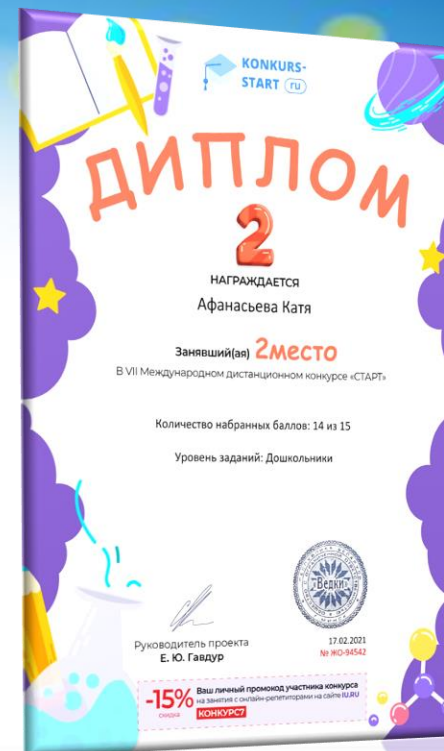 KONKURS-
START ru
ДИПЛОМ
2
НАГРАЖДАЕТСЯ
Афанасьева Катя
Занявший(ая) 2место
В VII Международном дистанционном конкурсе «СТАРТ»
Количество набранных баллов: 14 из 15
Уровень заданий: Дошкольники
Ведки
Руководитель проекта
Е. Ю. Гавдур
17.02.2021
№ ЖО-94542
-15%
скидка
Ваш личный промокод участника конкурса
на занятия с онлайн-репетиторами на сайте IU.RU
КОНКУРС7